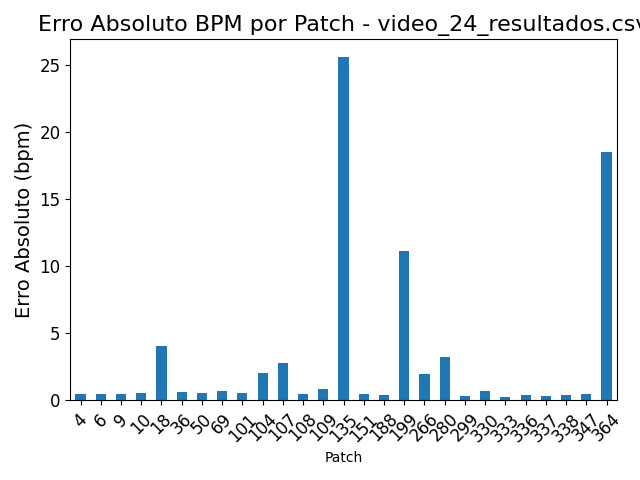 Erro Absoluto BPM por Patch - video_24_resultados.csv
Erro Absoluto (bpm)
25
20
15
10
5
0
4 6 9 10 18 36 50 69 101 104 107 108 109 135 151 188 199 266 280 299 330 333 336 337 338 347 364
Patch